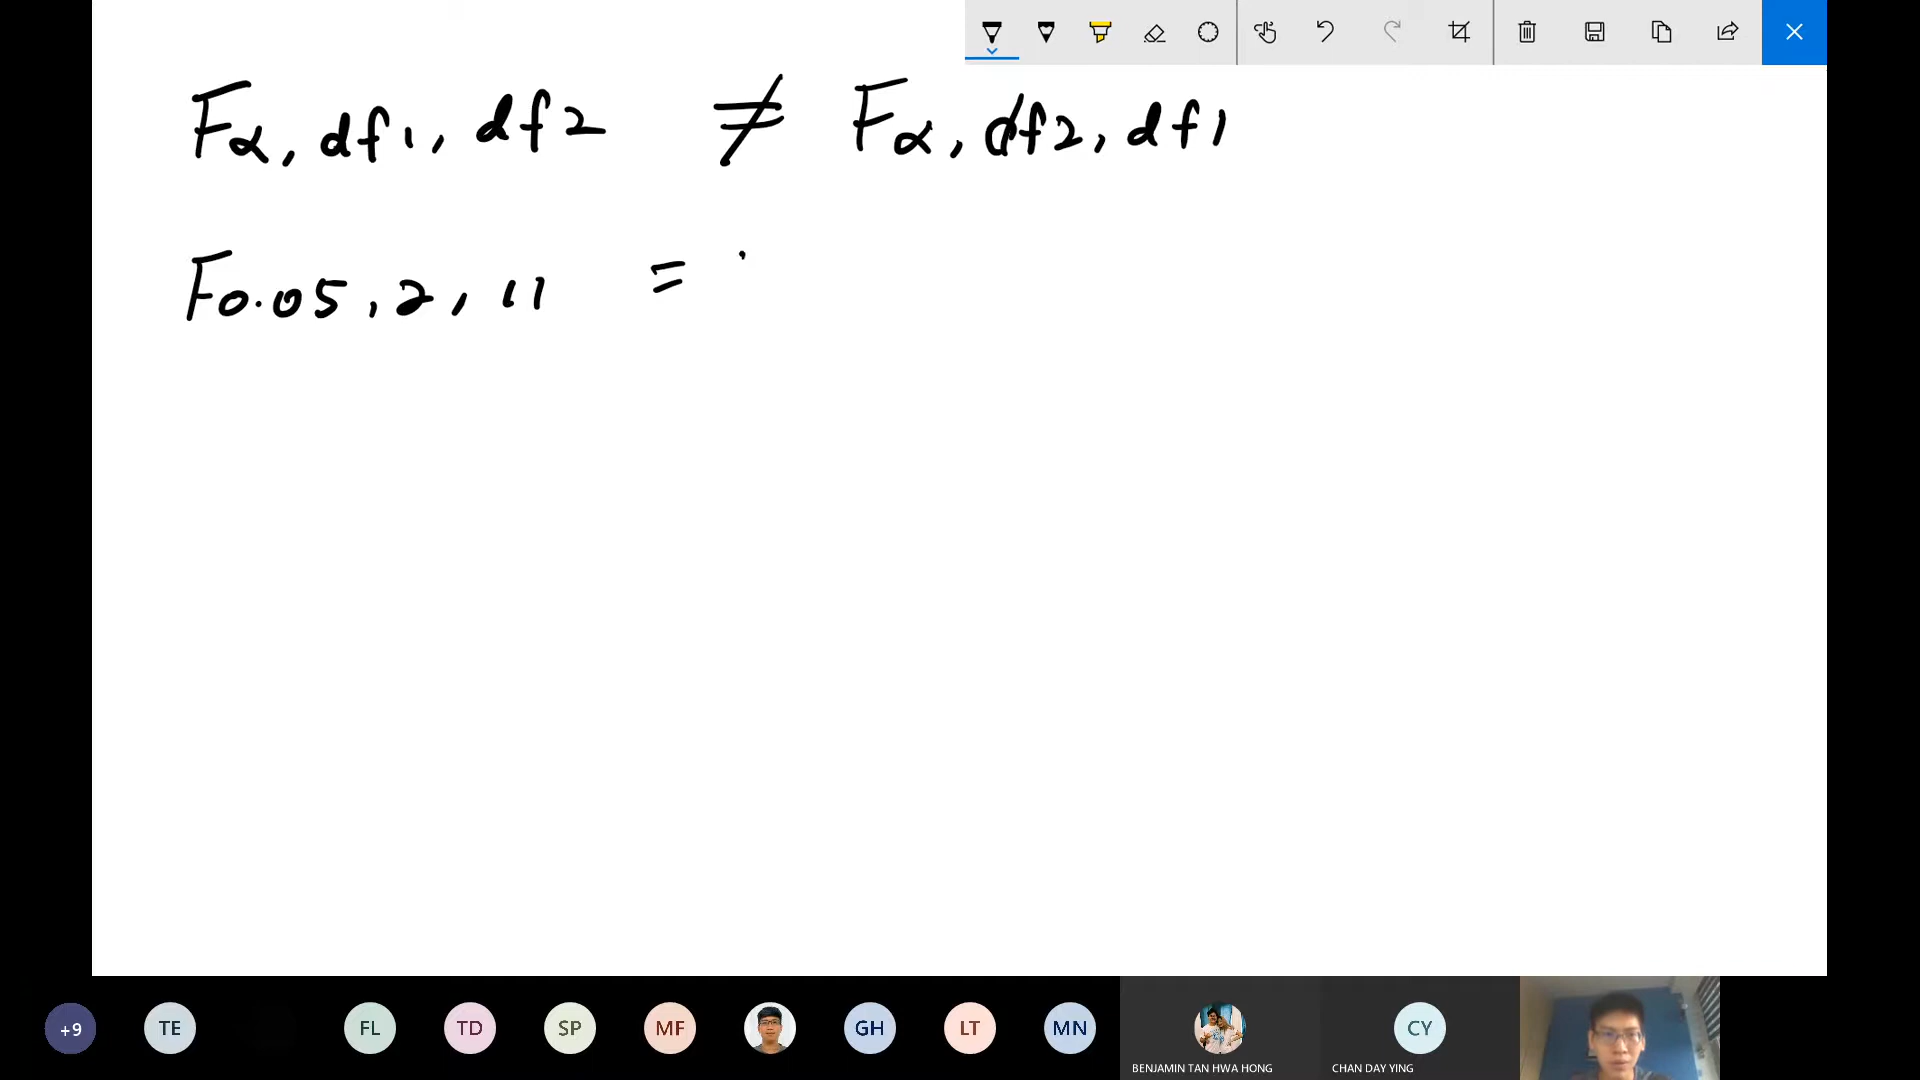 Fα, df1, df2 ≠ Fα, df2, df1
F0.05, 2, 11 =
+9
TE
FL
TD
SP
MF
GH
LT
MN
BENJAMIN TAN HWA HONG
CY
CHAN DAY YING